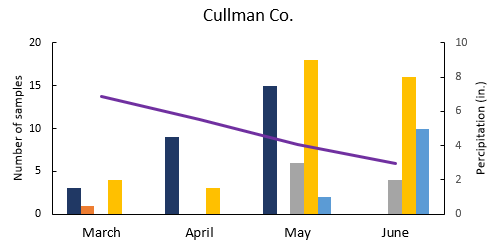 Cullman Co.
Number of samples
20
15
10
5
0
10
8
6
4
2
0
Percipitation (in.)
March April May June